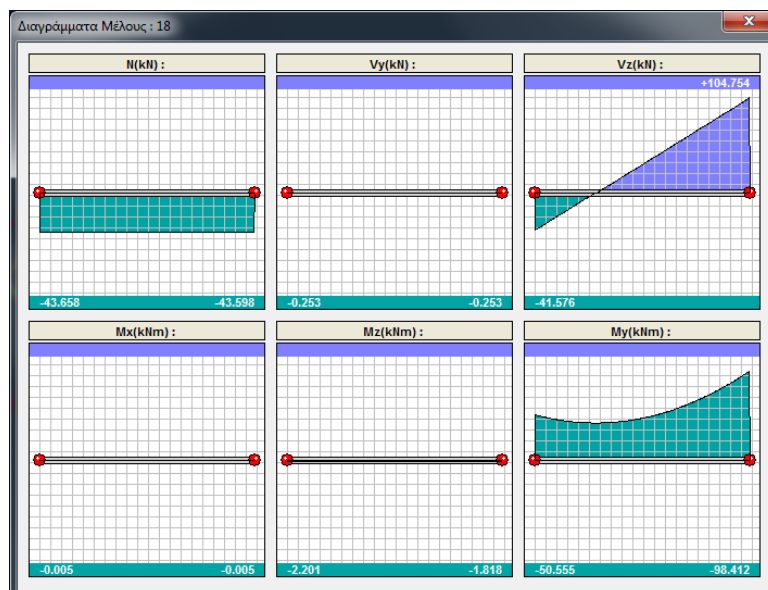 Διαγράμματα Μέλους : 18
N(kN) :
Vy(kN) :
Vz(kN) :
+104.754
-43.658 -43.598
-0.253 -0.253
-41.576
Mx(kNm) :
Mz(kNm) :
My(kNm) :
-0.005 -0.005
-2.201 -1.818
-50.555 -98.412